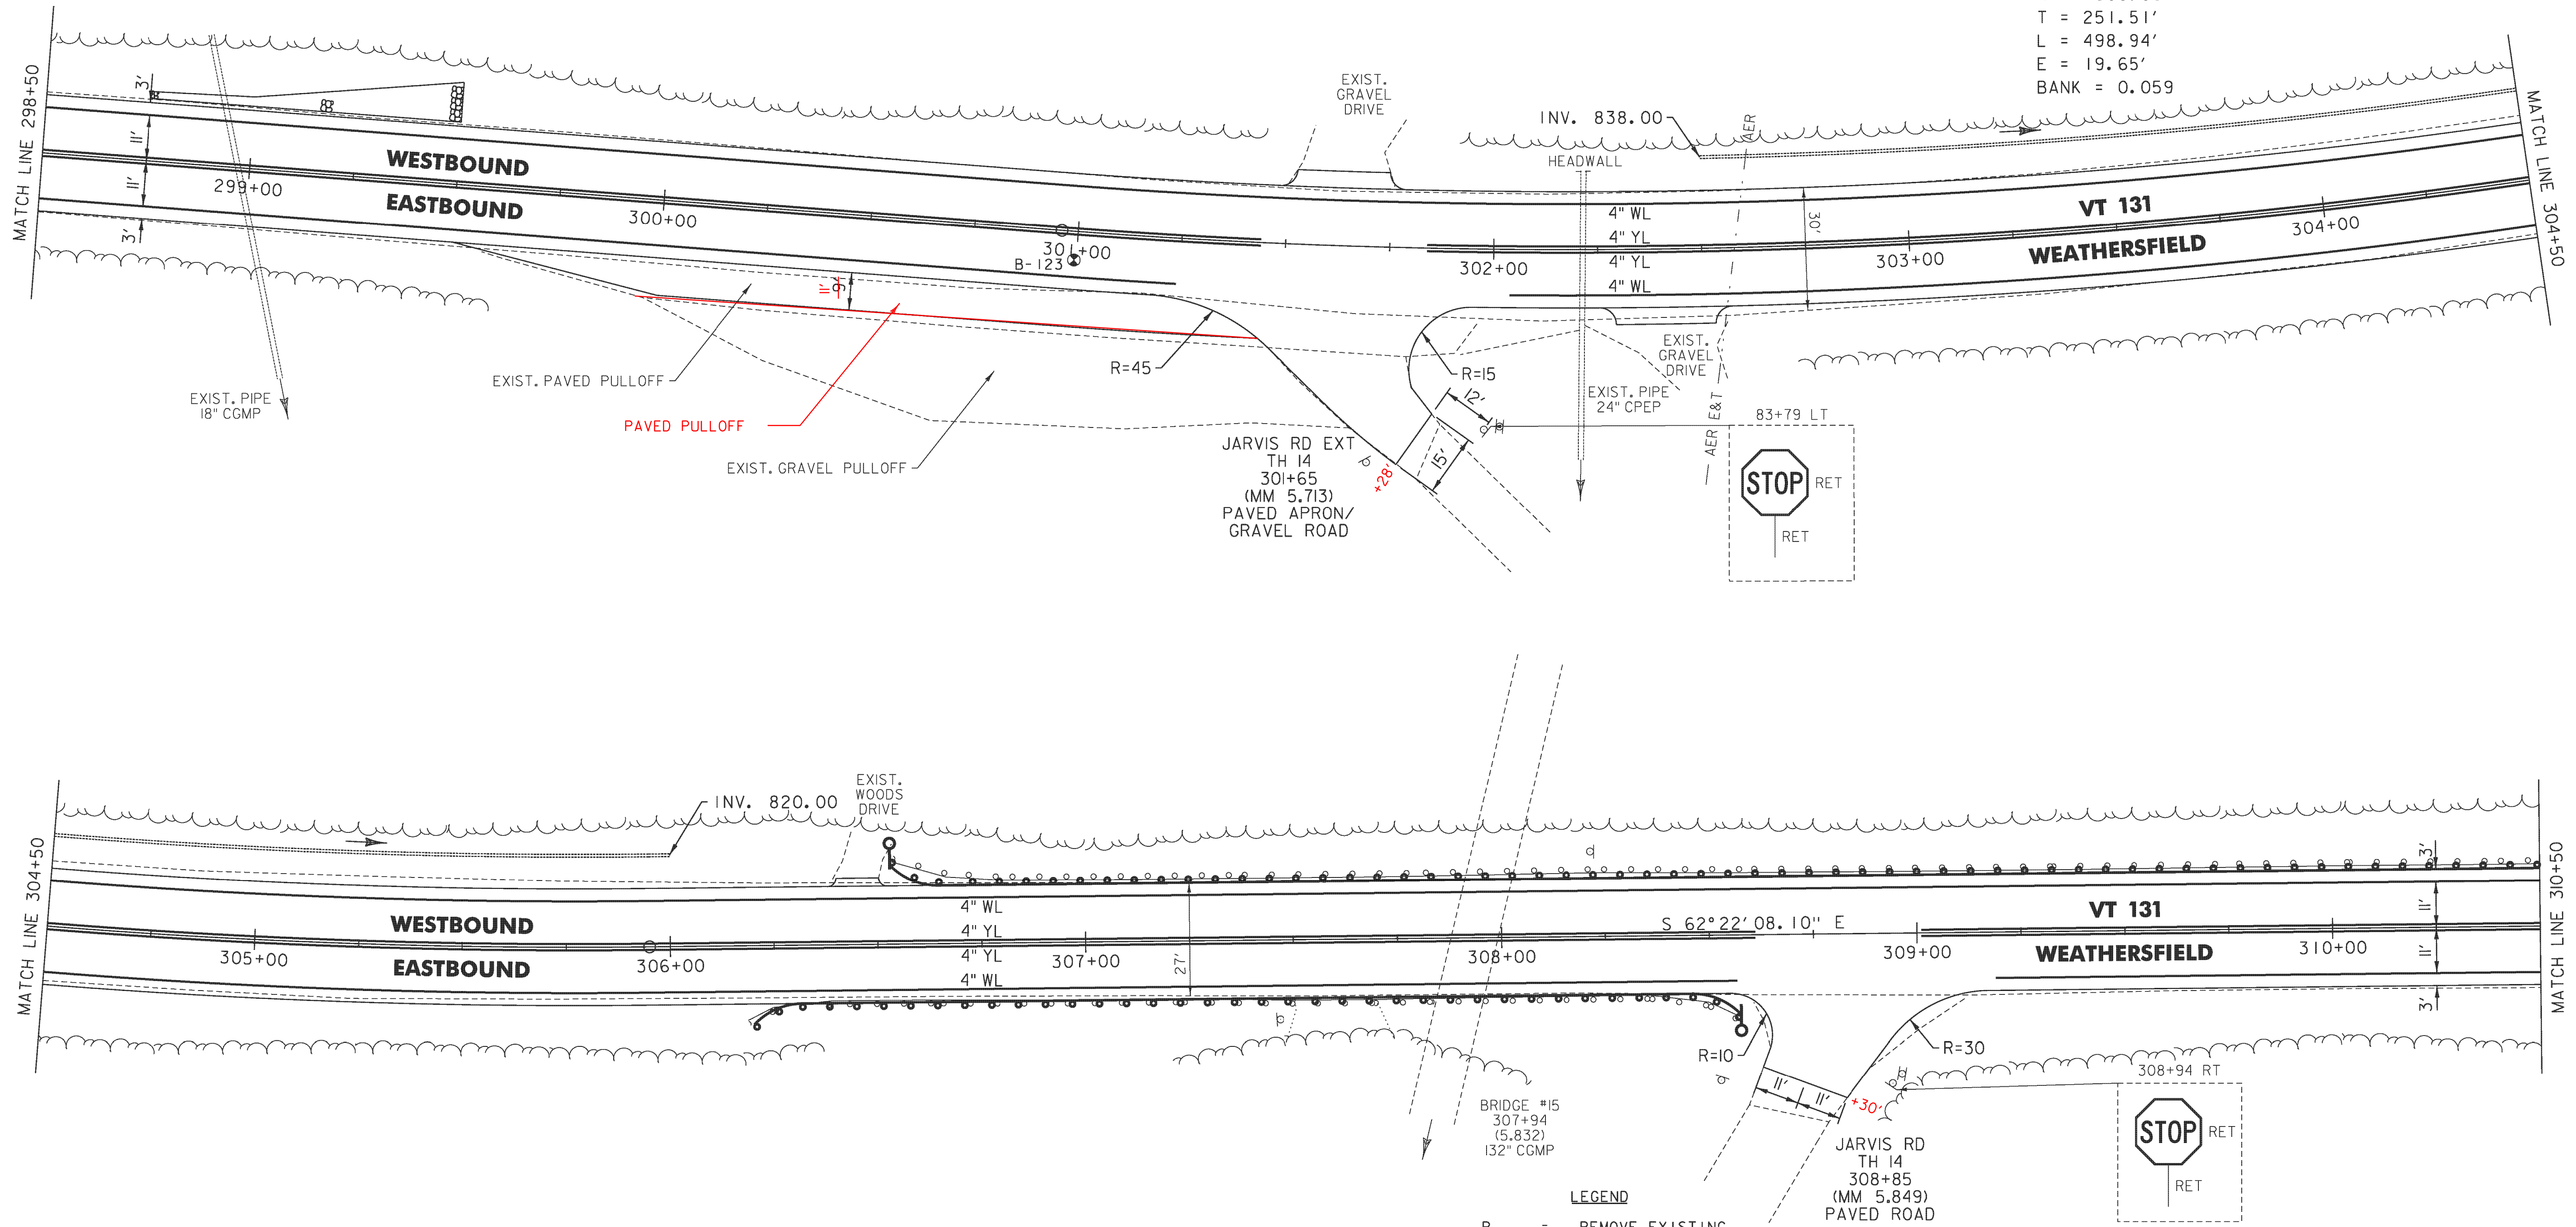 T = 251.51'
L = 498.94'
E = 19.65'
BANK = 0.059
MATCH LINE 298+50
3'
11'
11'
3'
WESTBOUND
EASTBOUND
299+00
300+00
301+00
B-123
302+00
303+00
304+00
EXIST.
GRAVEL
DRIVE
INV. 838.00
HEADWALL
AER
4" WL
4" YL
4" YL
4" WL
30'
VT 131
WEATHERSFIELD
MATCH LINE 304+50
11'
9'
EXIST. PIPE
18" CGMP
EXIST. PAVED PULLOFF
PAVED PULLOFF
EXIST. GRAVEL PULLOFF
R=45
R=15
12'
15'
+28'
JARVIS RD EXT
TH 14
301+65
(MM 5.713)
PAVED APRON/
GRAVEL ROAD
EXIST. PIPE
24" CPEP
EXIST.
GRAVEL
DRIVE
AER E&T
83+79 LT
STOP
RET
RET
MATCH LINE 304+50
INV. 820.00
EXIST.
WOODS
DRIVE
WESTBOUND
EASTBOUND
305+00
306+00
307+00
308+00
309+00
310+00
4" WL
4" YL
4" YL
4" WL
27'
S 62°22'08.10" E
VT 131
WEATHERSFIELD
3'
11'
11'
3'
MATCH LINE 310+50
R=10
R=30
11'
11'
+30'
BRIDGE #15
307+94
(5.832)
132" CGMP
JARVIS RD
TH 14
308+85
(MM 5.849)
PAVED ROAD
308+94 RT
STOP
RET
RET
LEGEND